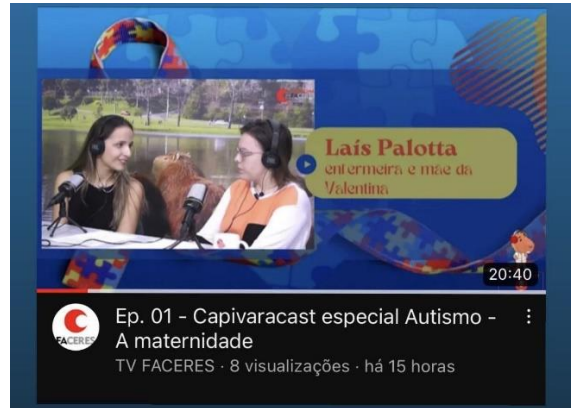 FACERES
Laís Palotta
enfermeira e mãe da
Valentina
20:40
FACERES
Ep. 01 - Capivaracast especial Autismo -
A maternidade
TV FACERES · 8 visualizações · há 15 horas